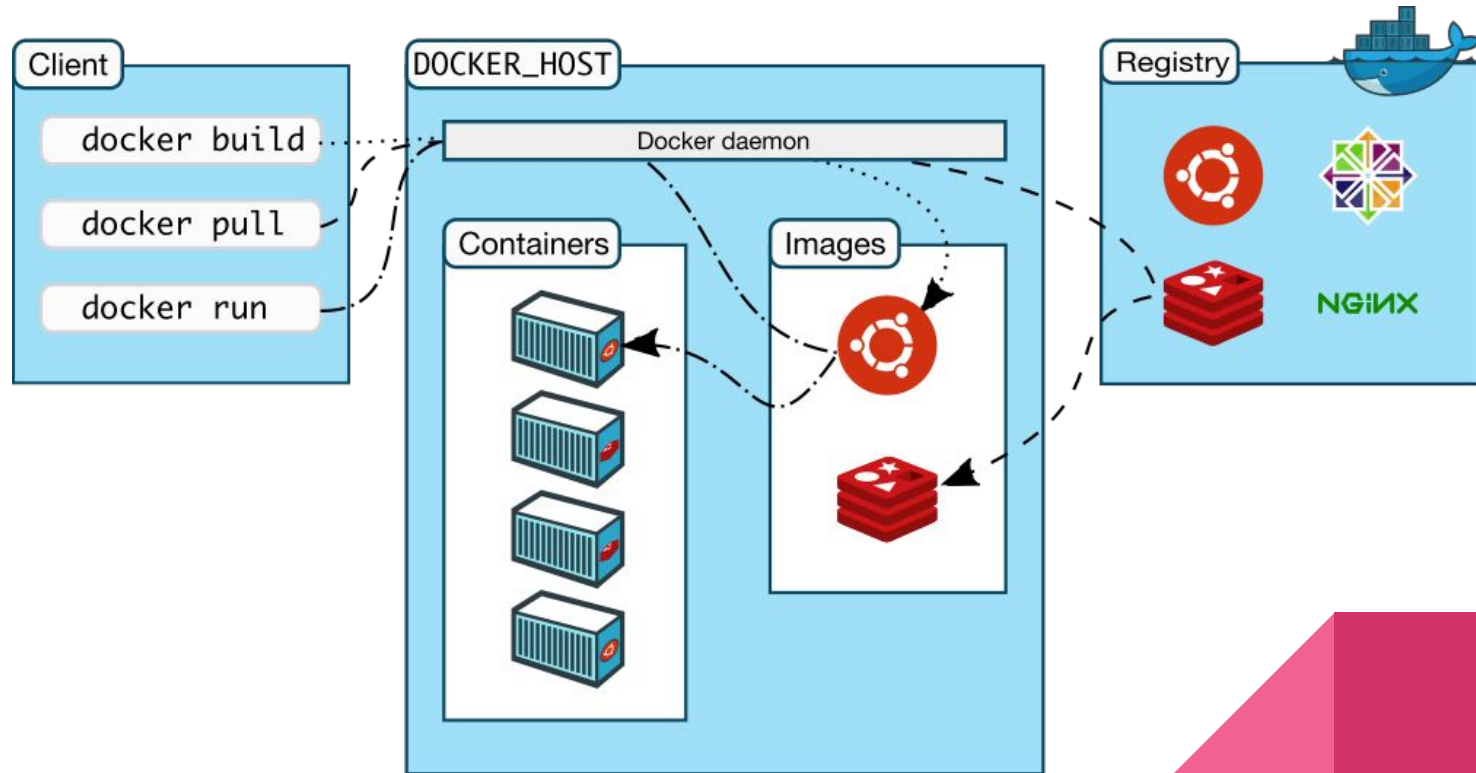 Client
docker build
docker pull
docker run
DOCKER_HOST
Docker daemon
Containers
Images
Registry
NGiNX